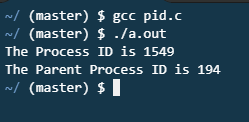 ~/ (master) $ gcc pid.c
~/ (master) $ ./a.out
The Process ID is 1549
The Parent Process ID is 194
~/ (master) $